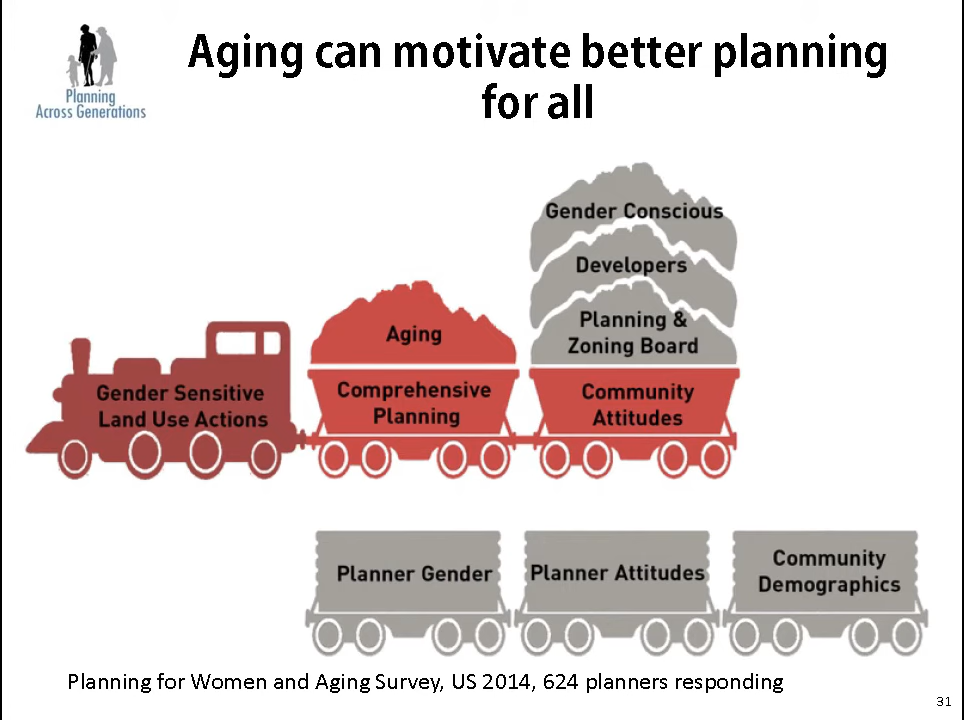 Aging can motivate better planning
for all
Planning
Across Generations
Gender Conscious
Developers
Planning &
Zoning Board
Aging
Gender Sensitive
Land Use Actions
Comprehensive
Planning
Community
Attitudes
Planner Gender
Planner Attitudes
Community
Demographics
Planning for Women and Aging Survey, US 2014, 624 planners responding
31